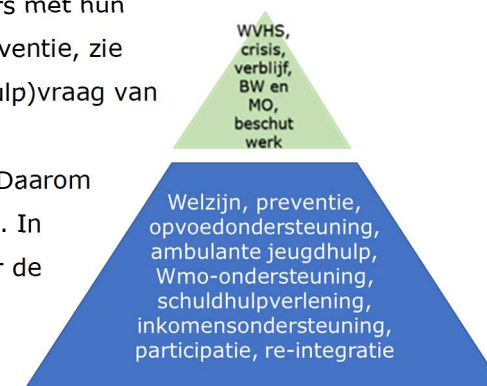 rs met hun
ventie, zie
ulp)vraag van
Daarom
. In
r de
WVHS,
crisis,
verblijf,
BW en
MO,
beschut
werk
Welzijn, preventie,
opvoedondersteuning,
ambulante jeugdhulp,
Wmo-ondersteuning,
schuldhulpverlening,
inkomensondersteuning,
participatie, re-integratie